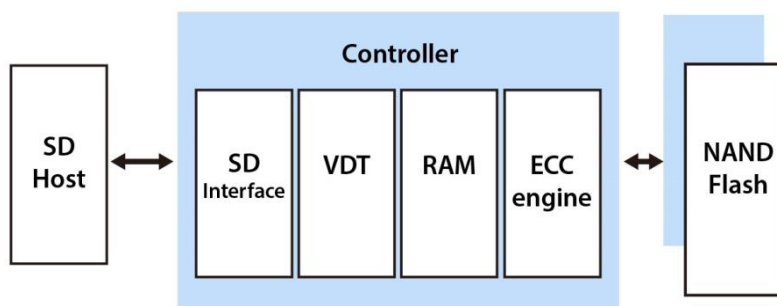 Controller
SD
Host
SD
Interface
VDT
RAM
ECC
engine
NAND
Flash